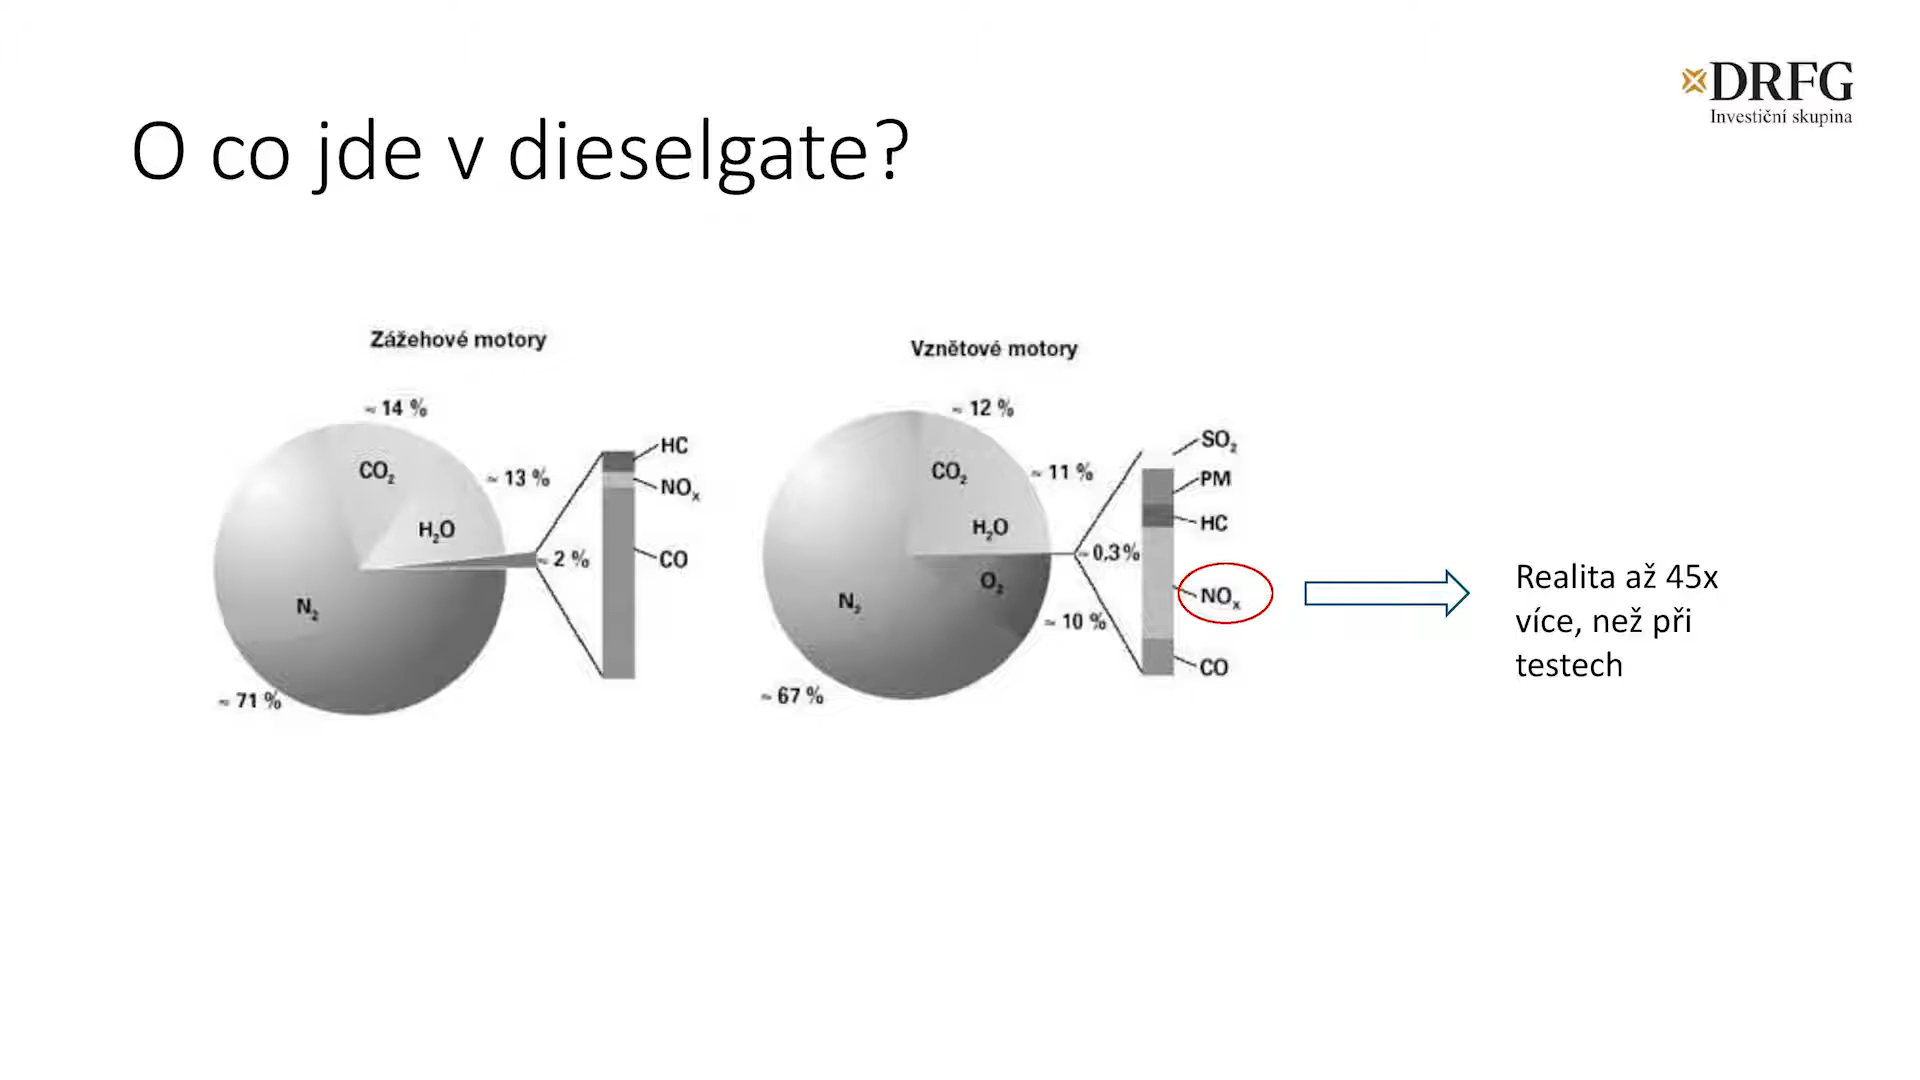 DRFG
Investiční skupina
O co jde v dieselgate?
Zážehové motory
≈ 14 %
CO₂
≈ 13 %
H₂O
≈ 2 %
N₂
≈ 71 %
HC
NOₓ
CO
Vznětové motory
≈ 12 %
CO₂
≈ 11 %
H₂O
≈ 0,3%
O₂
N₂
≈ 10 %
≈ 67 %
SO₂
PM
HC
NOₓ
CO
Realita až 45x
více, než při
testech